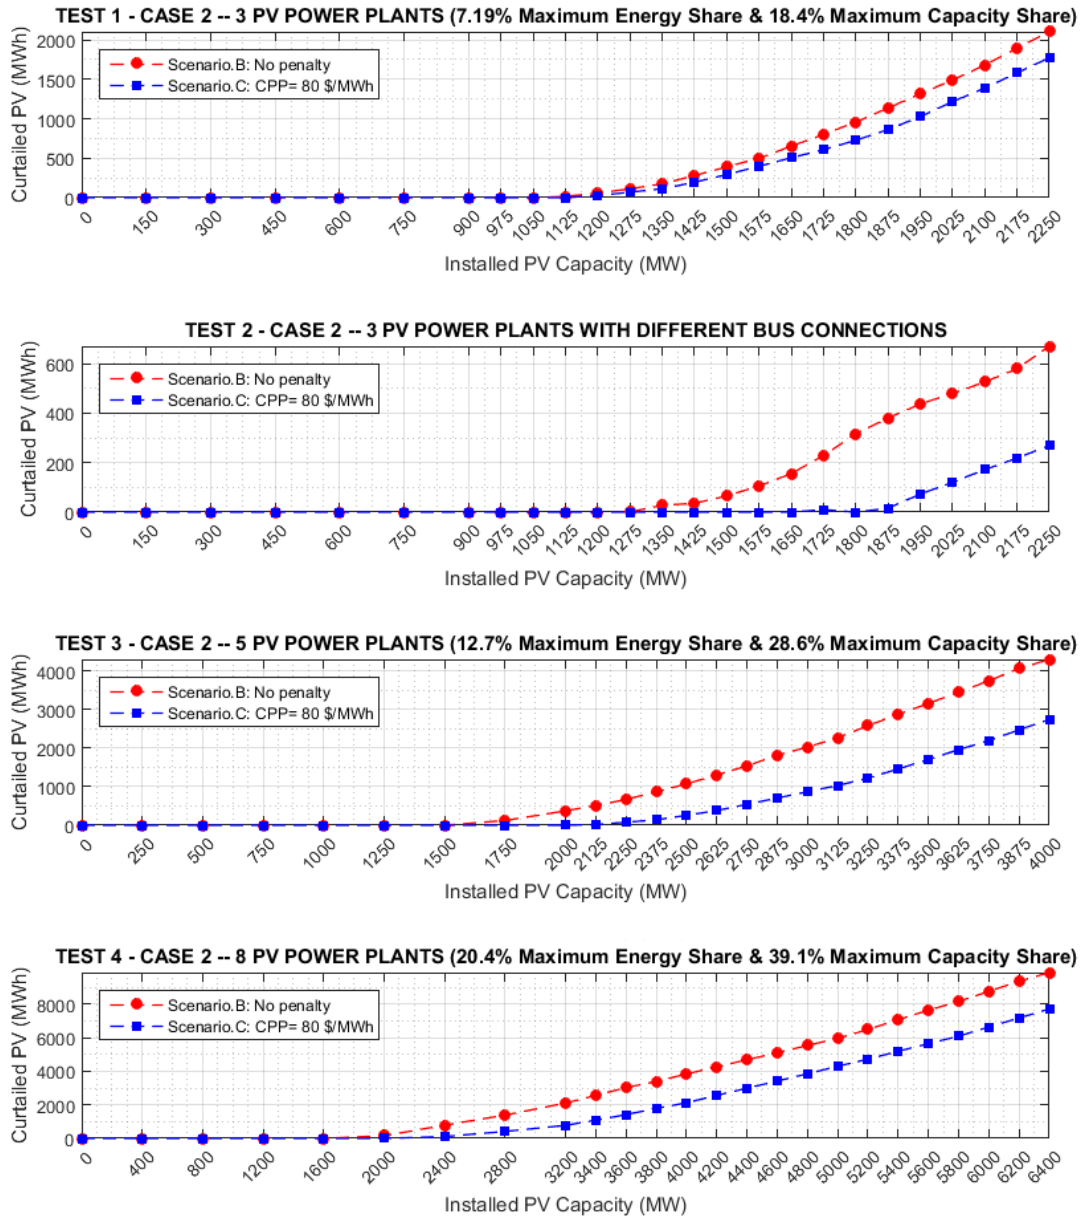 TEST 1 - CASE 2 -- 3 PV POWER PLANTS (7.19% Maximum Energy Share & 18.4% Maximum Capacity Share)
Curtailed PV (MWh)
2000
1500
1000
500
0
Scenario.B: No penalty
Scenario.C: CPP= 80 $/MWh
0 150 300 450 600 750 900 975 1050 1125 1200 1275 1350 1425 1500 1575 1650 1725 1800 1875 1950 2025 2100 2175 2250
Installed PV Capacity (MW)
TEST 2 - CASE 2 -- 3 PV POWER PLANTS WITH DIFFERENT BUS CONNECTIONS
Curtailed PV (MWh)
600
400
200
0
Scenario.B: No penalty
Scenario.C: CPP= 80 $/MWh
0 150 300 450 600 750 900 975 1050 1125 1200 1275 1350 1425 1500 1575 1650 1725 1800 1875 1950 2025 2100 2175 2250
Installed PV Capacity (MW)
TEST 3 - CASE 2 -- 5 PV POWER PLANTS (12.7% Maximum Energy Share & 28.6% Maximum Capacity Share)
Curtailed PV (MWh)
4000
3000
2000
1000
0
Scenario.B: No penalty
Scenario.C: CPP= 80 $/MWh
0 250 500 750 1000 1250 1500 1750 2000 2125 2250 2375 2500 2625 2750 2875 3000 3125 3250 3375 3500 3625 3750 3875 4000
Installed PV Capacity (MW)
TEST 4 - CASE 2 -- 8 PV POWER PLANTS (20.4% Maximum Energy Share & 39.1% Maximum Capacity Share)
Curtailed PV (MWh)
8000
6000
4000
2000
0
Scenario.B: No penalty
Scenario.C: CPP= 80 $/MWh
0 400 800 1200 1600 2000 2400 2800 3200 3400 3600 3800 4000 4200 4400 4600 4800 5000 5200 5400 5600 5800 6000 6200 6400
Installed PV Capacity (MW)